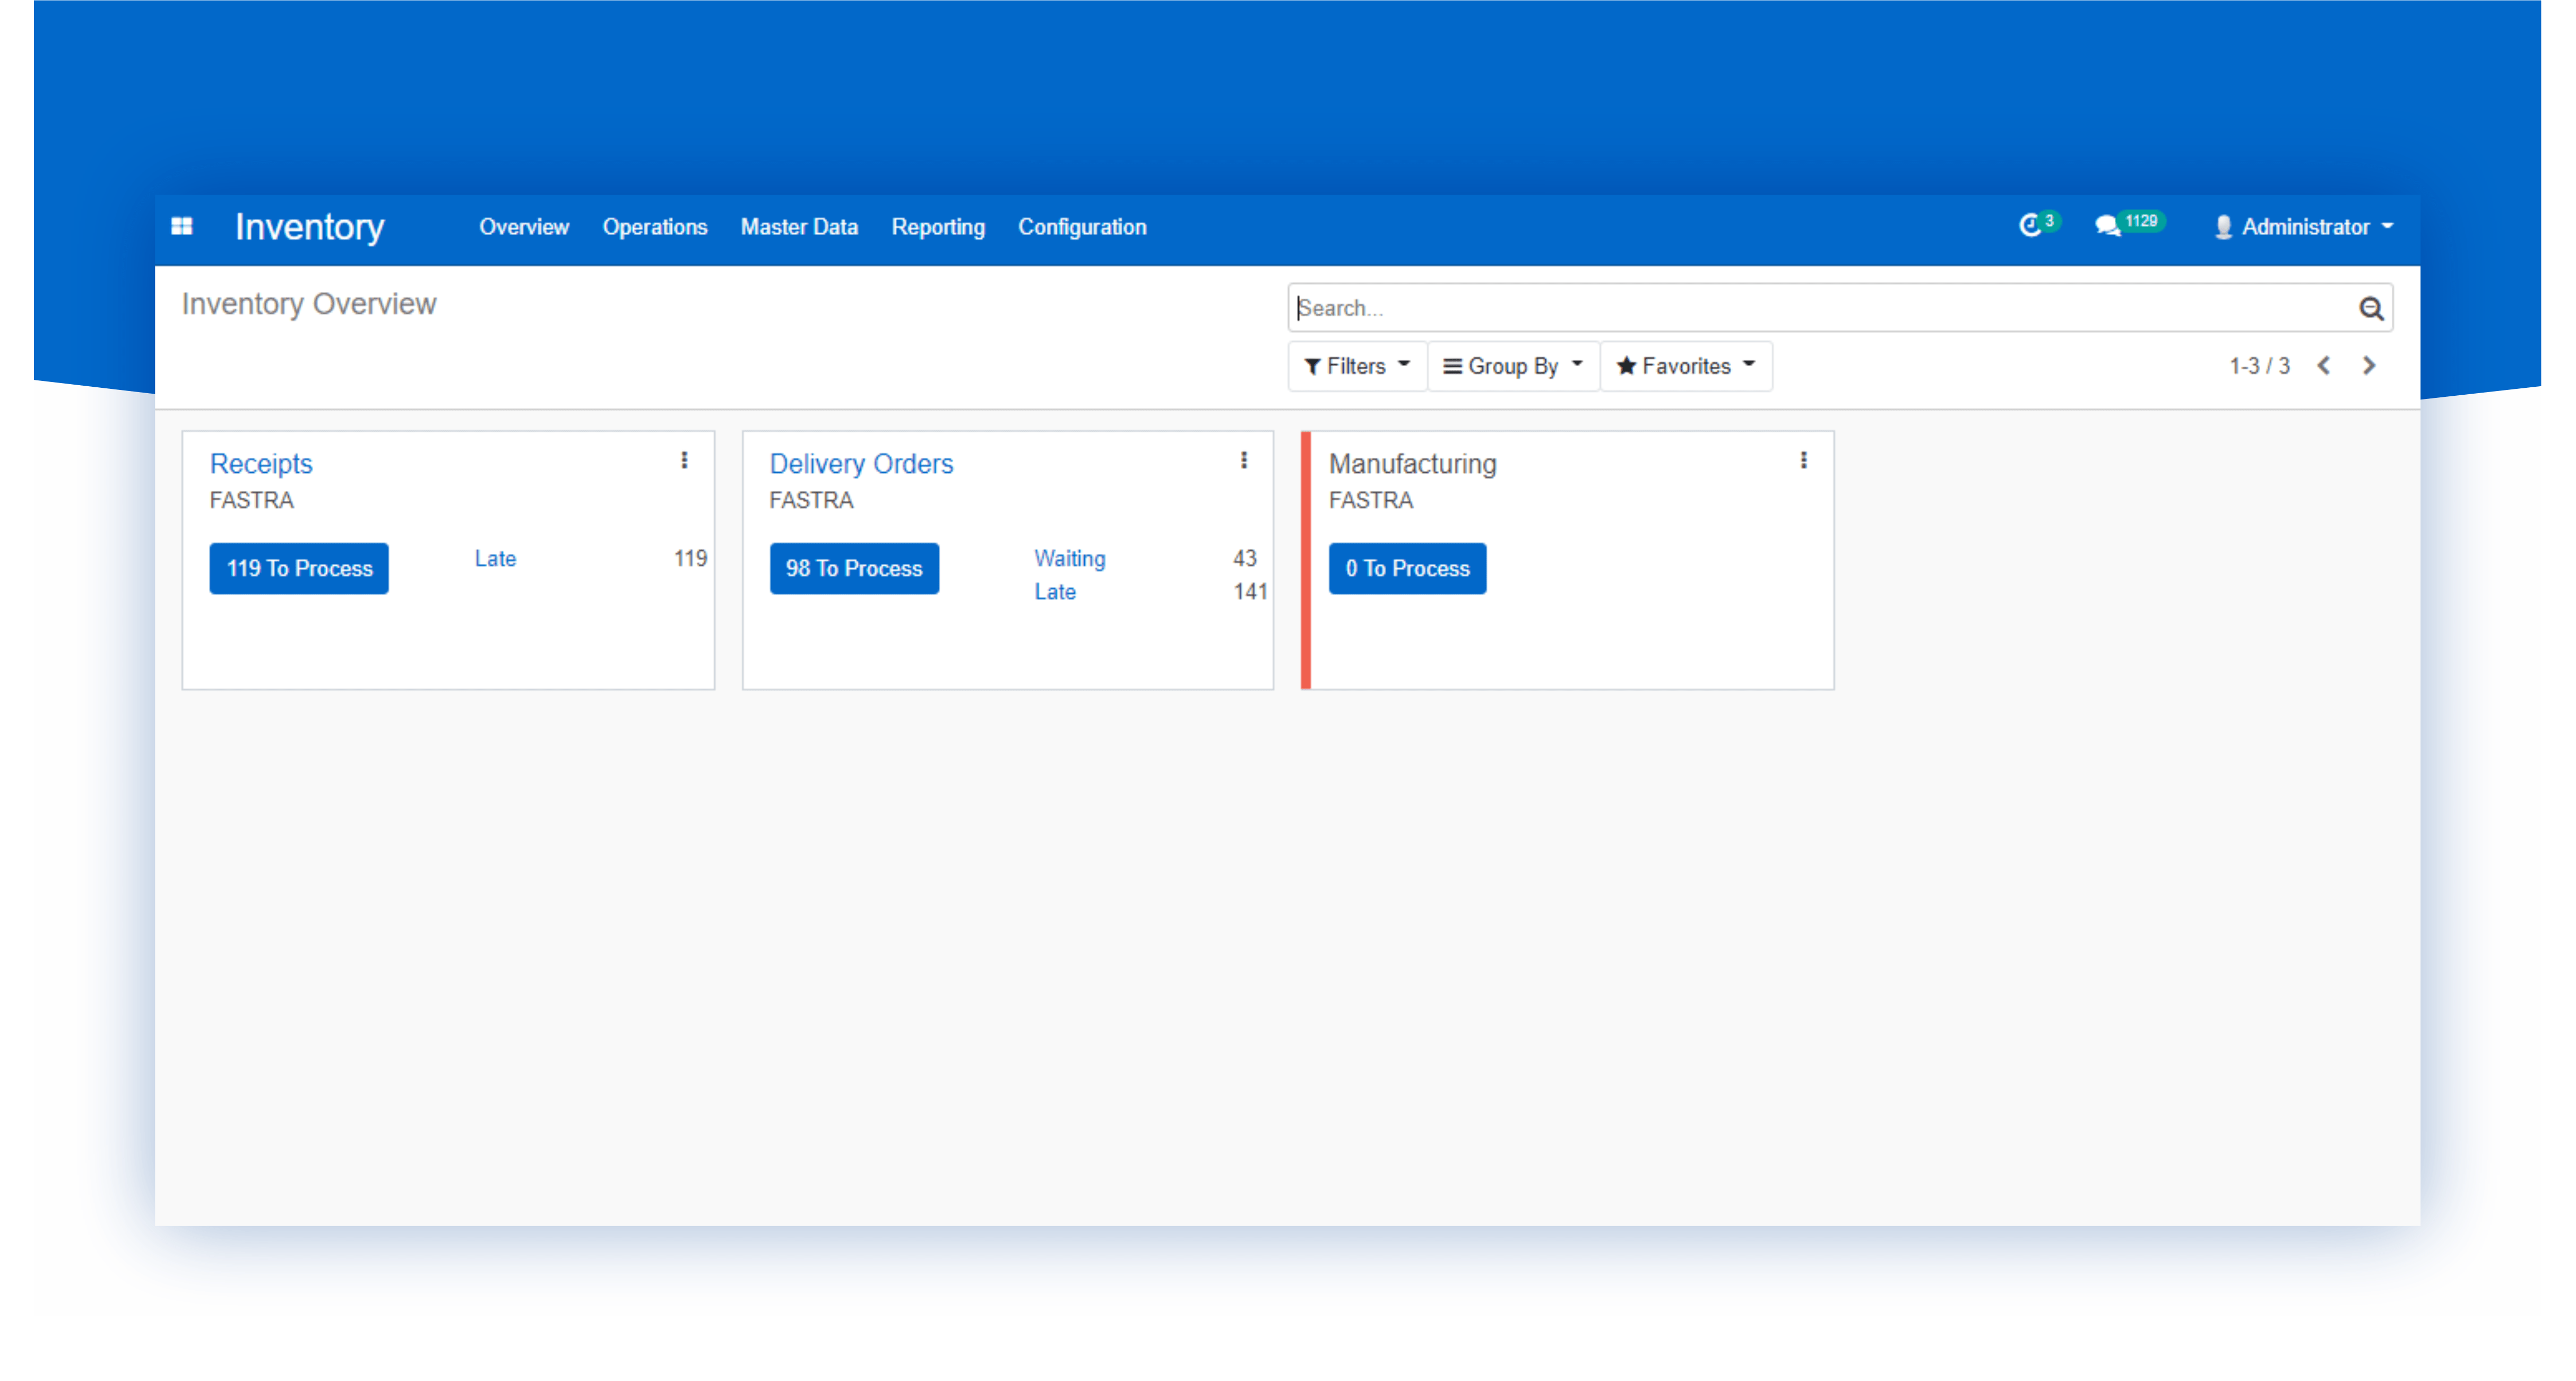 Inventory Overview Operations Master Data Reporting Configuration 3 1129 Administrator
Inventory Overview
Search...
Filters Group By Favorites 1-3 / 3
Receipts
FASTRA
119 To Process Late 119
Delivery Orders
FASTRA
98 To Process Waiting 43
Late 141
Manufacturing
FASTRA
0 To Process